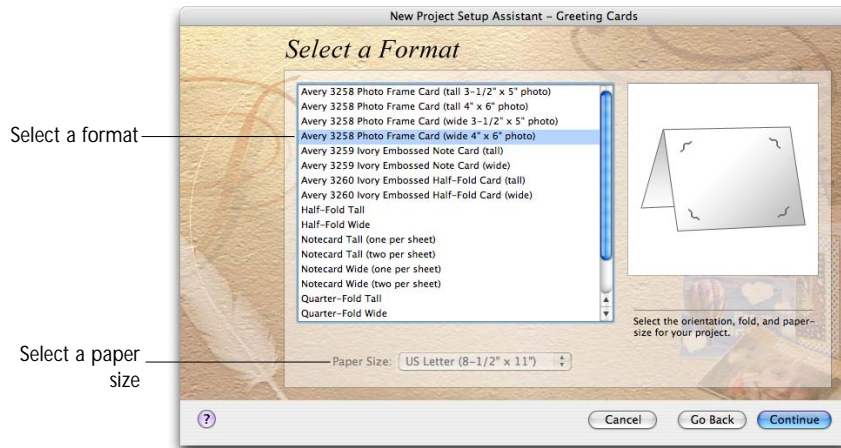 New Project Setup Assistant – Greeting Cards
Select a Format
Avery 3258 Photo Frame Card (tall 3-1/2" x 5" photo)
Avery 3258 Photo Frame Card (tall 4" x 6" photo)
Avery 3258 Photo Frame Card (wide 3-1/2" x 5" photo)
Select a format
Avery 3258 Photo Frame Card (wide 4" x 6" photo)
Avery 3259 Ivory Embossed Note Card (tall)
Avery 3259 Ivory Embossed Note Card (wide)
Avery 3260 Ivory Embossed Half-Fold Card (tall)
Avery 3260 Ivory Embossed Half-Fold Card (wide)
Half-Fold Tall
Half-Fold Wide
Notecard Tall (one per sheet)
Notecard Tall (two per sheet)
Notecard Wide (one per sheet)
Notecard Wide (two per sheet)
Quarter-Fold Tall
Quarter-Fold Wide
Select the orientation, fold, and paper-
size for your project.
Select a paper
size
Paper Size: US Letter (8-1/2" x 11")
?
Cancel
Go Back
Continue